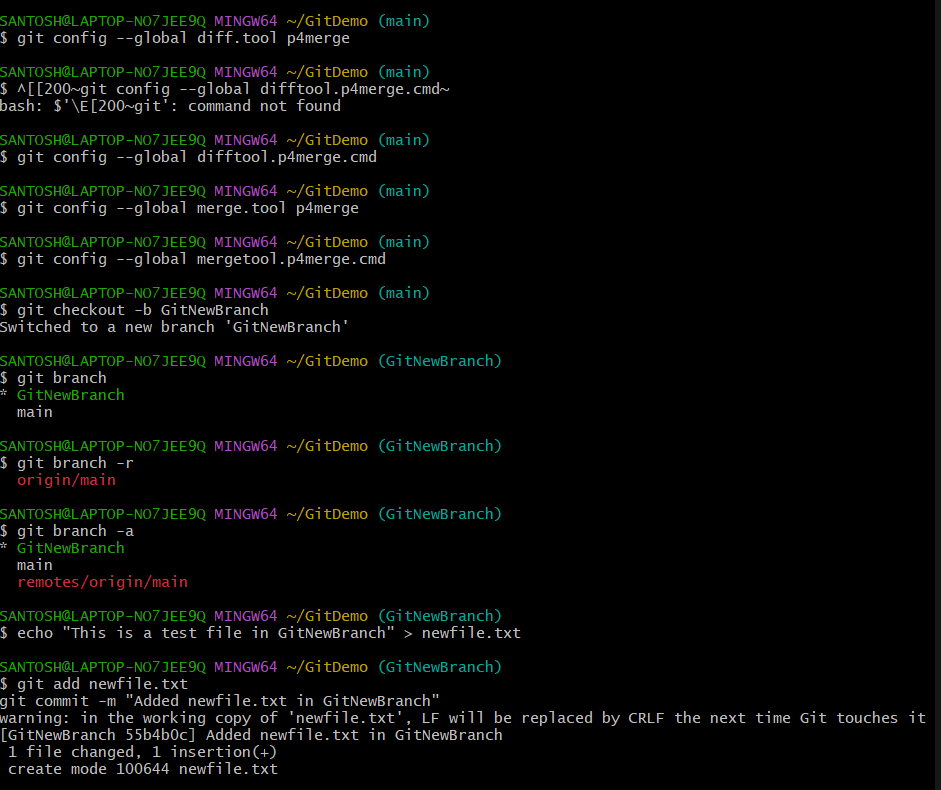 SANTOSH@LAPTOP-NO7JEE9Q MINGW64 ~/GitDemo (main)
$ git config --global diff.tool p4merge
SANTOSH@LAPTOP-NO7JEE9Q MINGW64 ~/GitDemo (main)
$ ^[[200~git config --global difftool.p4merge.cmd~
bash: $'\E[200~git': command not found
SANTOSH@LAPTOP-NO7JEE9Q MINGW64 ~/GitDemo (main)
$ git config --global difftool.p4merge.cmd
SANTOSH@LAPTOP-NO7JEE9Q MINGW64 ~/GitDemo (main)
$ git config --global merge.tool p4merge
SANTOSH@LAPTOP-NO7JEE9Q MINGW64 ~/GitDemo (main)
$ git config --global mergetool.p4merge.cmd
SANTOSH@LAPTOP-NO7JEE9Q MINGW64 ~/GitDemo (main)
$ git checkout -b GitNewBranch
Switched to a new branch 'GitNewBranch'
SANTOSH@LAPTOP-NO7JEE9Q MINGW64 ~/GitDemo (GitNewBranch)
$ git branch
* GitNewBranch
main
SANTOSH@LAPTOP-NO7JEE9Q MINGW64 ~/GitDemo (GitNewBranch)
$ git branch -r
origin/main
SANTOSH@LAPTOP-NO7JEE9Q MINGW64 ~/GitDemo (GitNewBranch)
$ git branch -a
* GitNewBranch
main
remotes/origin/main
SANTOSH@LAPTOP-NO7JEE9Q MINGW64 ~/GitDemo (GitNewBranch)
$ echo "This is a test file in GitNewBranch" > newfile.txt
SANTOSH@LAPTOP-NO7JEE9Q MINGW64 ~/GitDemo (GitNewBranch)
$ git add newfile.txt
git commit -m "Added newfile.txt in GitNewBranch"
warning: in the working copy of 'newfile.txt', LF will be replaced by CRLF the next time Git touches it
[GitNewBranch 55b4b0c] Added newfile.txt in GitNewBranch
1 file changed, 1 insertion(+)
create mode 100644 newfile.txt